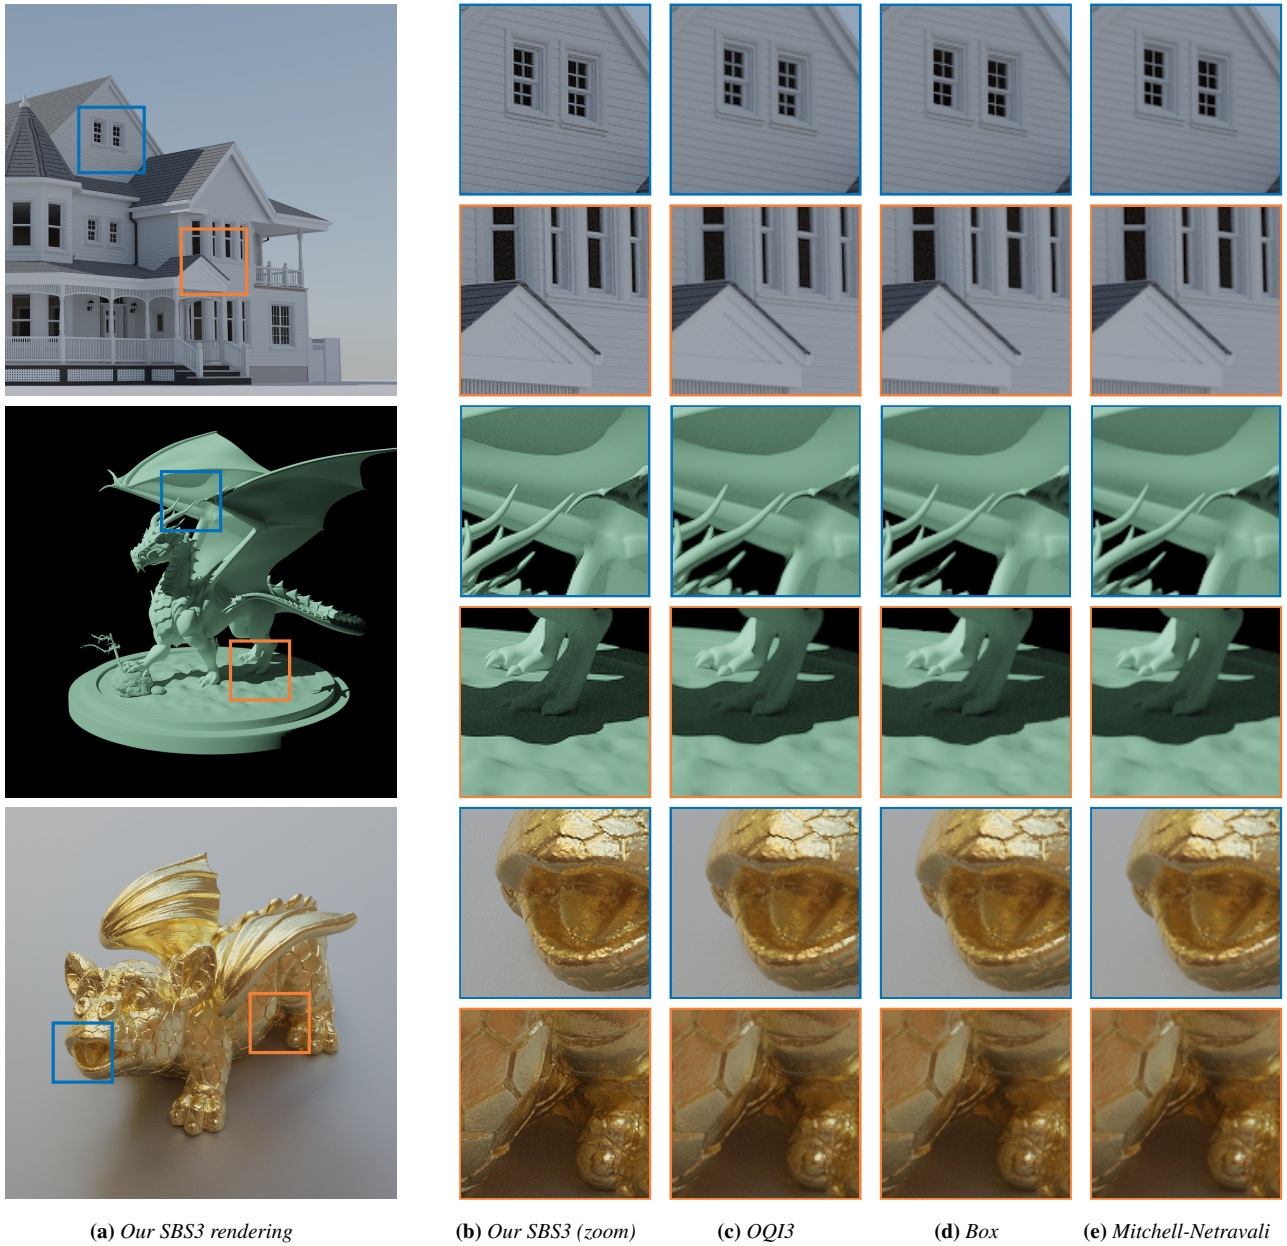 (a) Our SBS3 rendering
(b) Our SBS3 (zoom)
(c) OQI3
(d) Box
(e) Mitchell-Netravali